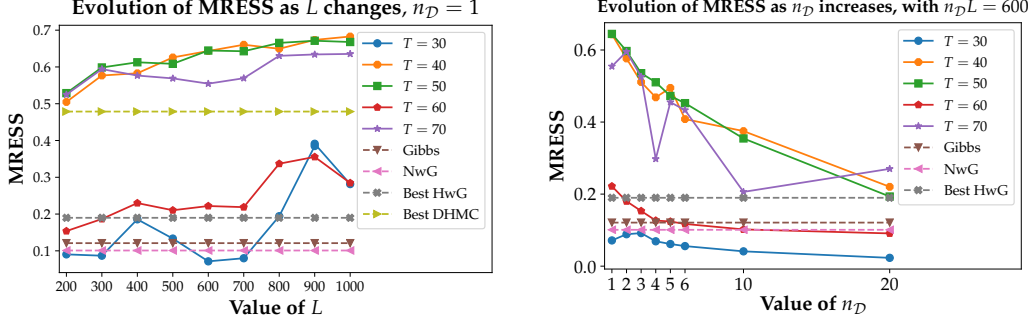 Evolution of MRESS as L changes, n_D = 1
MRESS
0.7
0.6
0.5
0.4
0.3
0.2
0.1
200 300 400 500 600 700 800 900 1000
Value of L
T = 30
T = 40
T = 50
T = 60
T = 70
Gibbs
NwG
Best HwG
Best DHMC
Evolution of MRESS as n_D increases, with n_D L = 600
MRESS
0.6
0.4
0.2
0.0
1 2 3 4 5 6 10 20
Value of n_D
T = 30
T = 40
T = 50
T = 60
T = 70
Gibbs
NwG
Best HwG